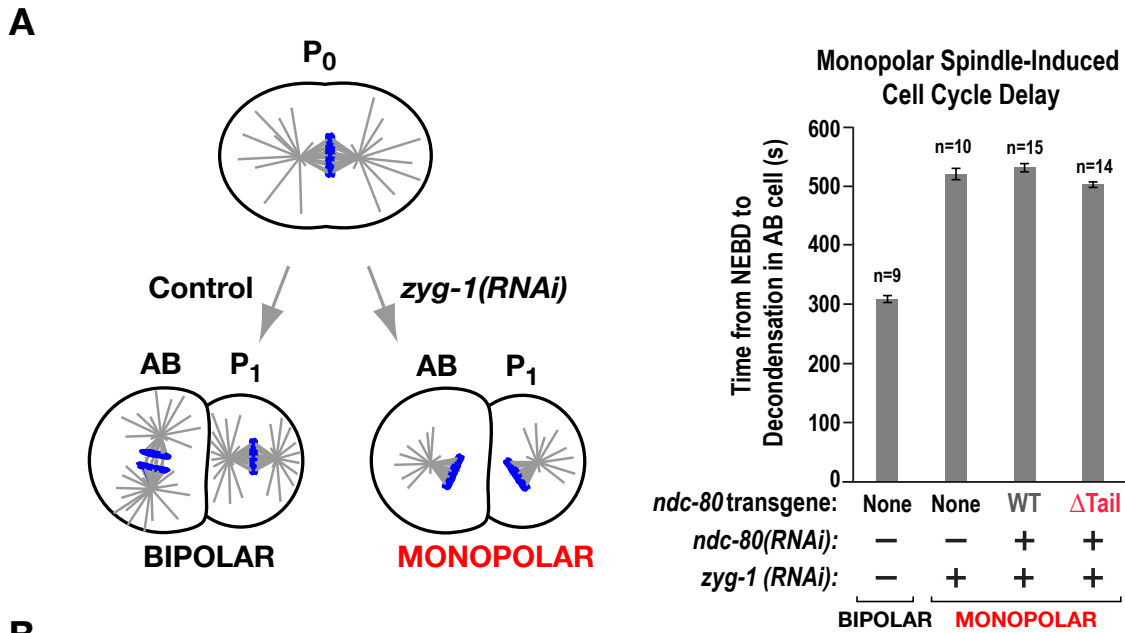 A
P0
Control
zyg-1(RNAi)
AB
P1
AB
P1
BIPOLAR
MONOPOLAR
Monopolar Spindle-Induced
Cell Cycle Delay
Time from NEBD to
Decondensation in AB cell (s)
600
500
400
300
200
100
0
n=9
n=10
n=15
n=14
ndc-80 transgene: None None WT ΔTail
ndc-80(RNAi): − − + +
zyg-1 (RNAi): − + + +
BIPOLAR MONOPOLAR